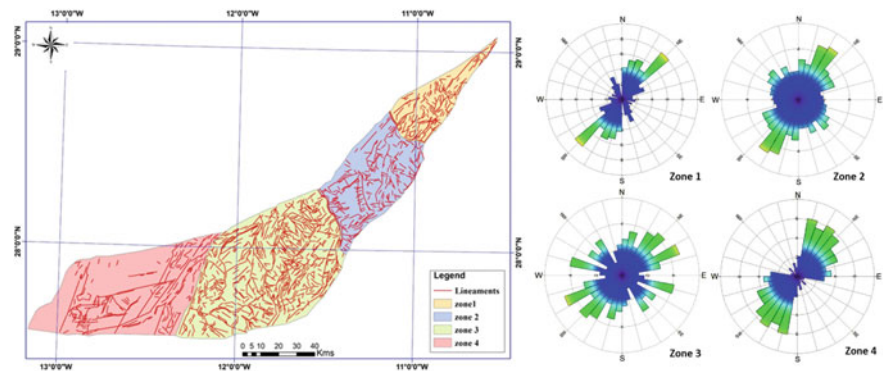 13°0'0"W
12°0'0"W
11°0'0"W
29°0'0"N
29°0'0"N
28°0'0"N
28°0'0"N
Legend
Lineaments
zone1
zone 2
zone 3
zone 4
0 5 10 20 30 40
Kms
13°0'0"W
12°0'0"W
11°0'0"W
N
W
E
S
Zone 1
N
W
E
S
Zone 2
N
W
E
S
Zone 3
N
W
E
S
Zone 4